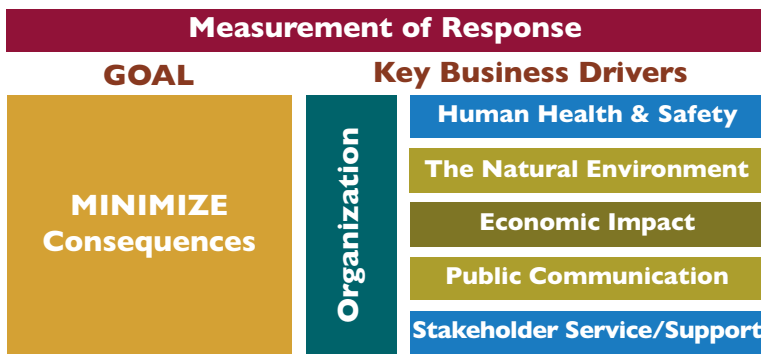 Measurement of Response
GOAL
Key Business Drivers
MINIMIZE
Consequences
Organization
Human Health & Safety
The Natural Environment
Economic Impact
Public Communication
Stakeholder Service/Support